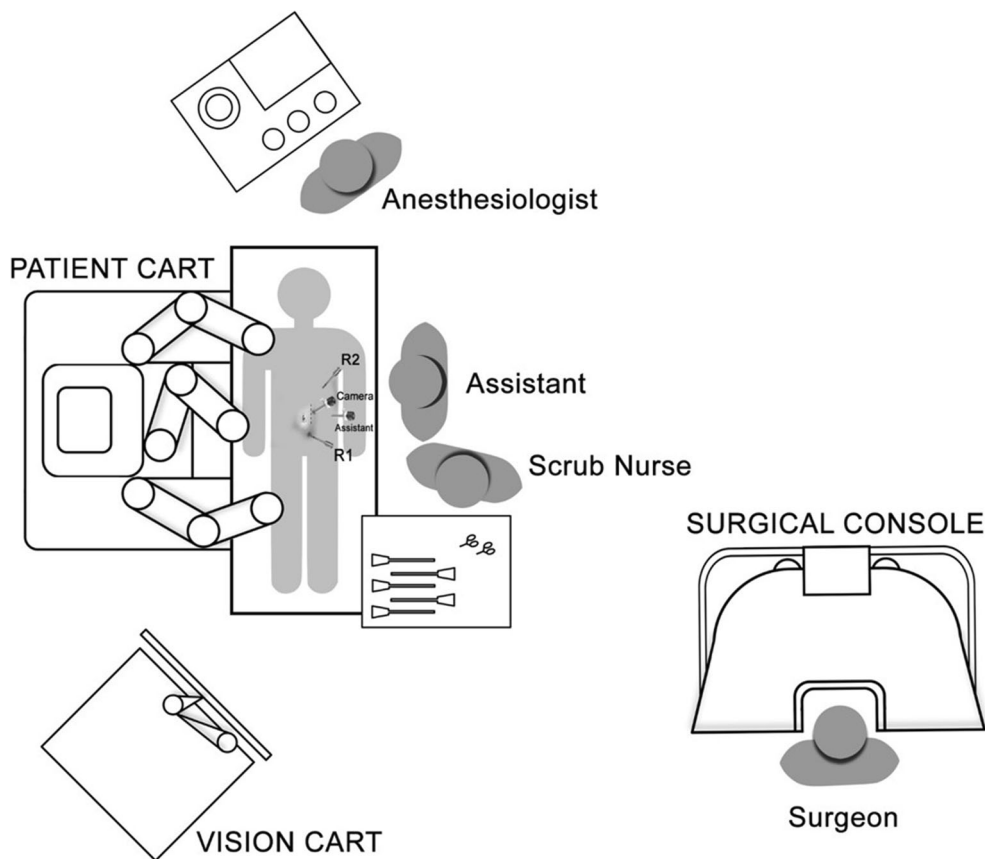 Anesthesiologist
PATIENT CART
R2
Camera
Assistant
Assistant
R1
Scrub Nurse
SURGICAL CONSOLE
Surgeon
VISION CART